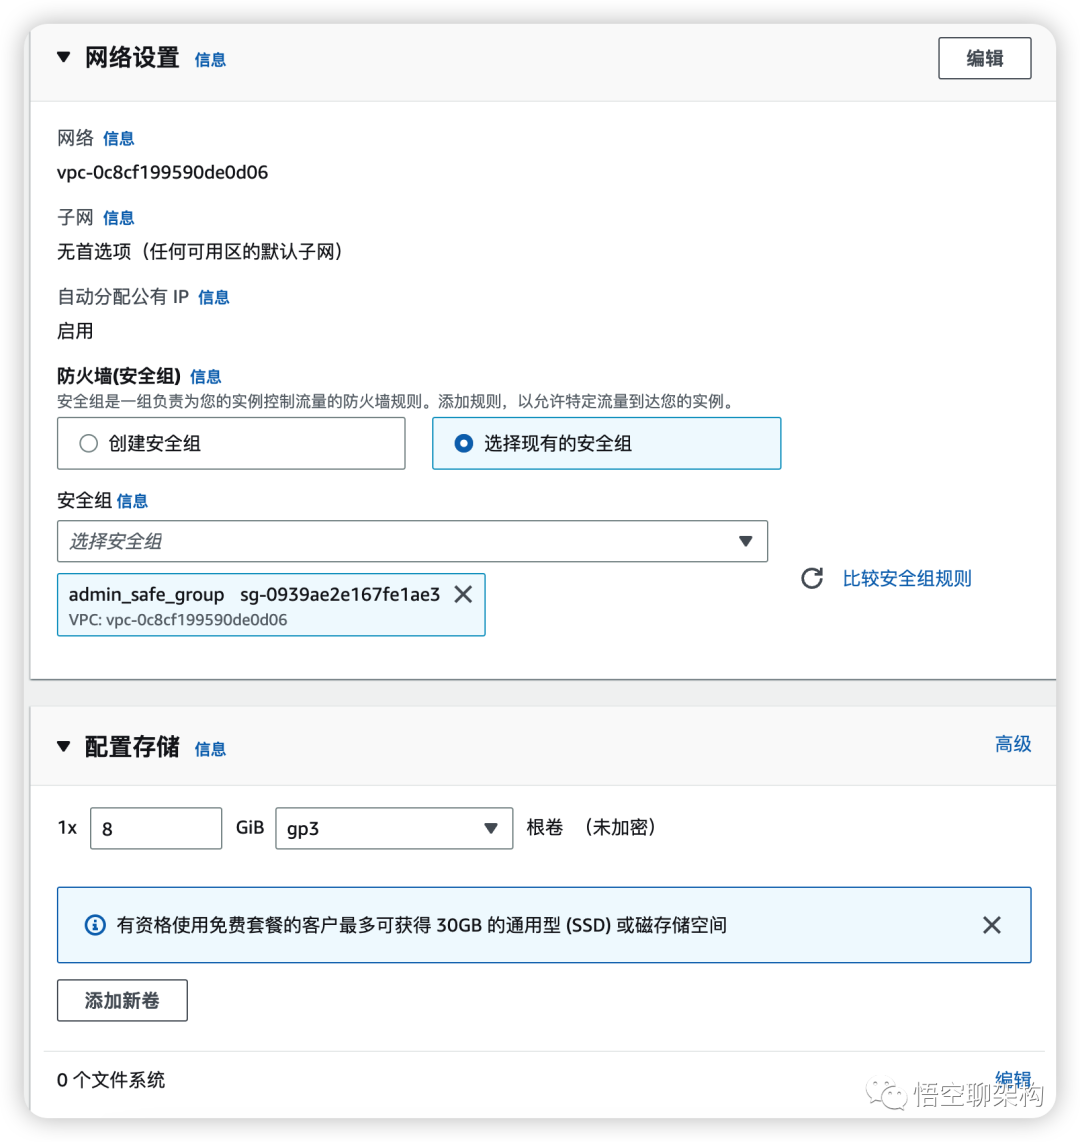 网络设置 信息
编辑
网络 信息
vpc-0c8cf199590de0d06
子网 信息
无首选项（任何可用区的默认子网）
自动分配公有 IP 信息
启用
防火墙(安全组) 信息
安全组是一组负责为您的实例控制流量的防火墙规则。添加规则，以允许特定流量到达您的实例。
创建安全组
选择现有的安全组
安全组 信息
选择安全组
admin_safe_group sg-0939ae2e167fe1ae3
VPC: vpc-0c8cf199590de0d06
比较安全组规则
配置存储 信息
高级
1x 8 GiB gp3 根卷 （未加密）
有资格使用免费套餐的客户最多可获得 30GB 的通用型 (SSD) 或磁存储空间
添加新卷
0 个文件系统
编辑
悟空聊架构